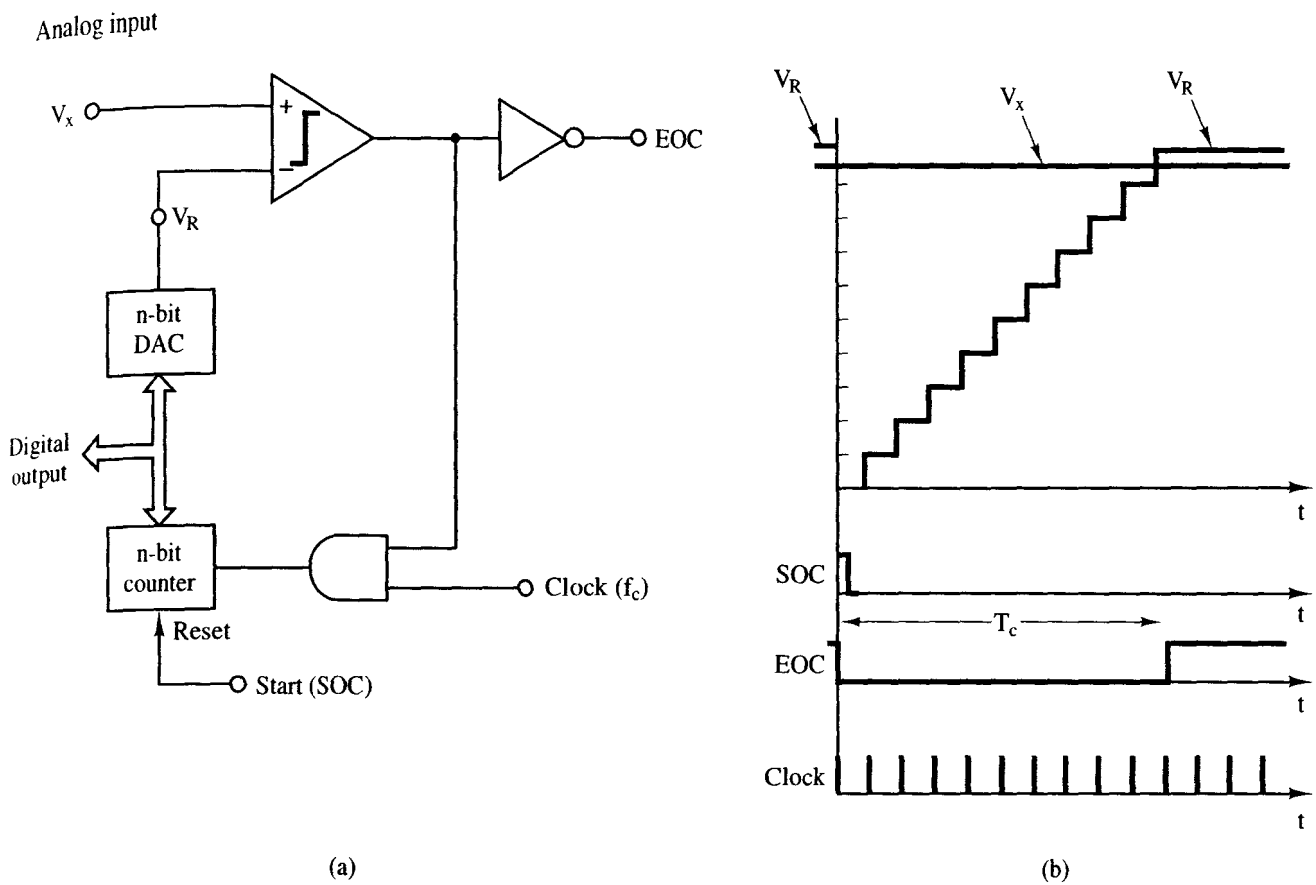 Analog input
V_x
+
−
EOC
V_R
n-bit
DAC
Digital
output
n-bit
counter
Reset
Clock (f_c)
Start (SOC)
(a)
V_R
V_x
V_R
t
SOC
t
T_c
EOC
t
Clock
t
(b)